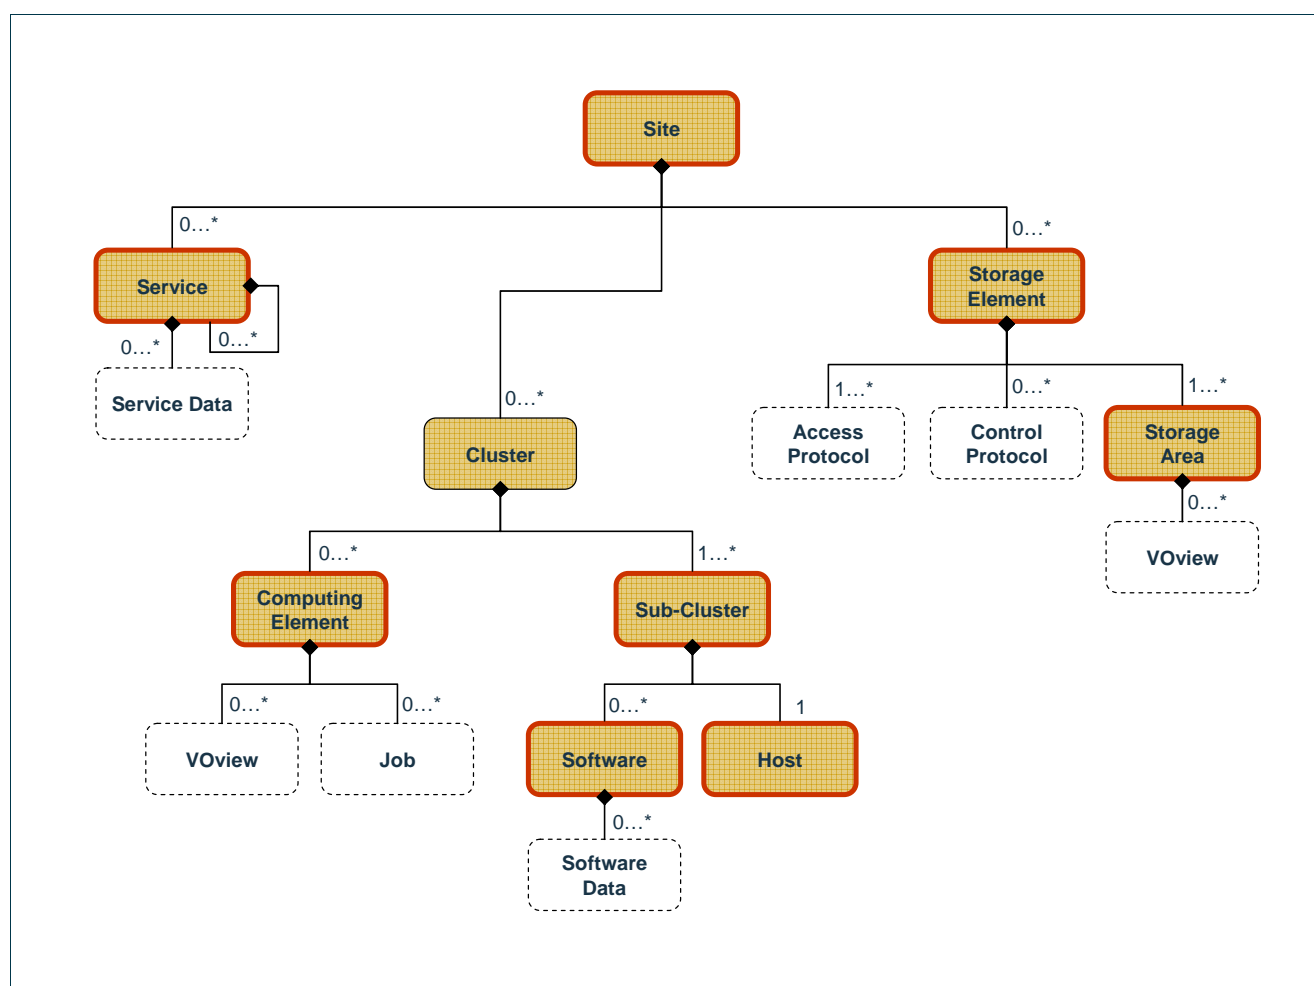 Site
0…*
0…*
Service
Storage
Element
0…*
0…*
Service Data
0…*
1…*
0…*
1…*
Cluster
Access
Protocol
Control
Protocol
Storage
Area
0…*
VOview
0…*
1…*
Computing
Element
Sub-Cluster
0…*
0…*
0…*
1
VOview
Job
Software
Host
0…*
Software
Data